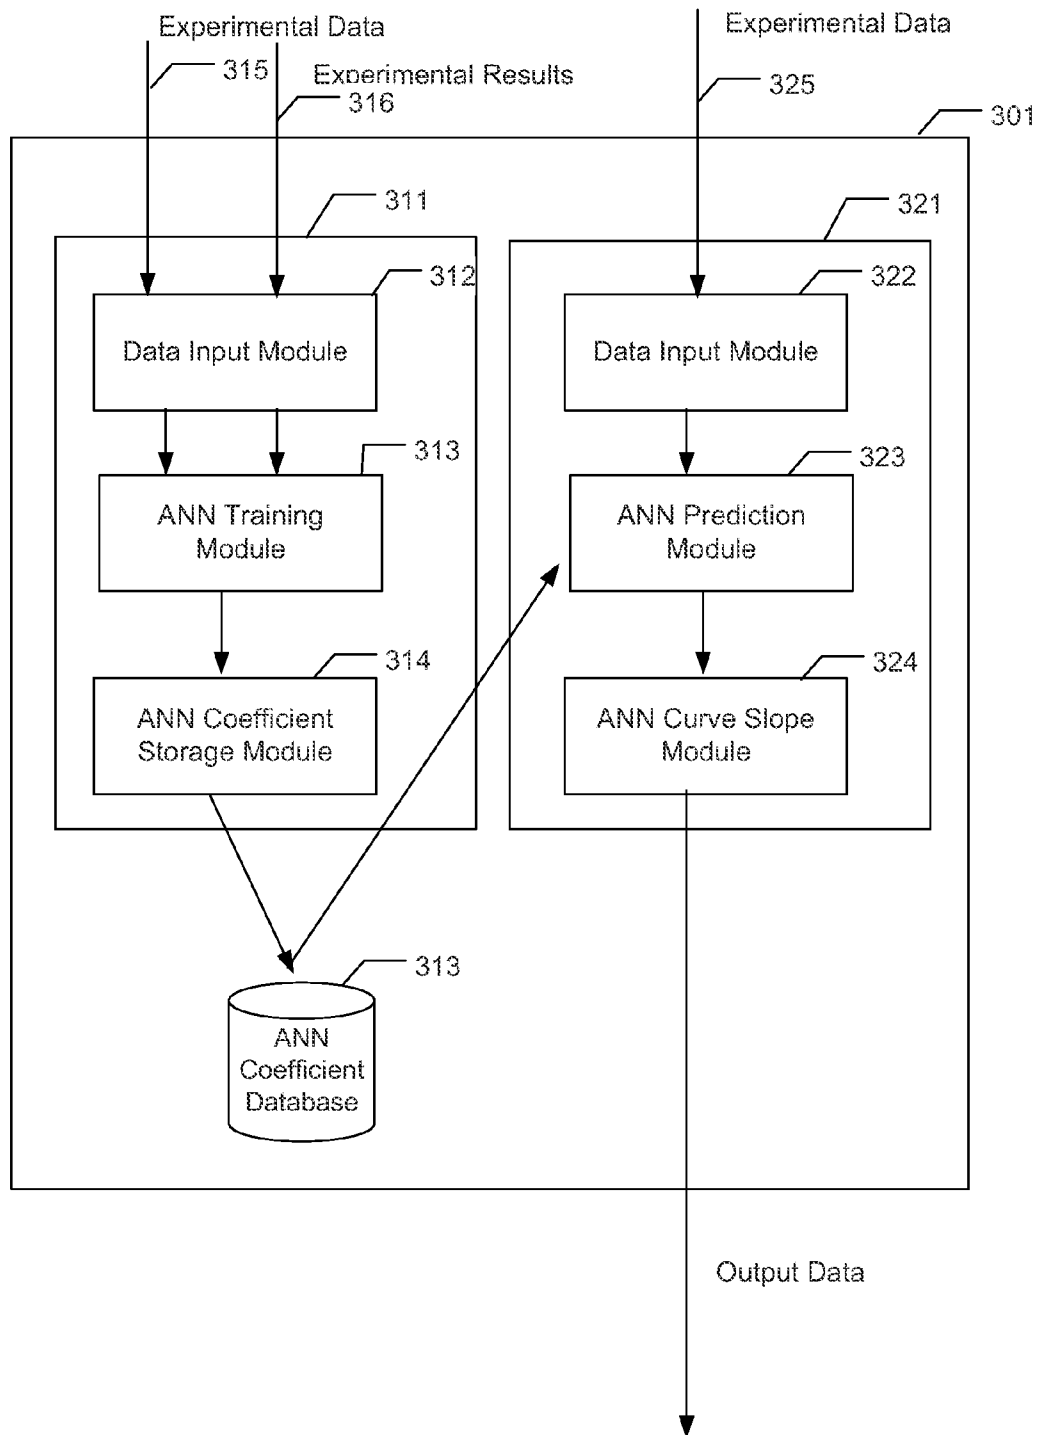 Experimental Data
315
Experimental Results
316
Experimental Data
325
301
311
312
Data Input Module
313
ANN Training
Module
314
ANN Coefficient
Storage Module
313
ANN
Coefficient
Database
321
322
Data Input Module
323
ANN Prediction
Module
324
ANN Curve Slope
Module
Output Data